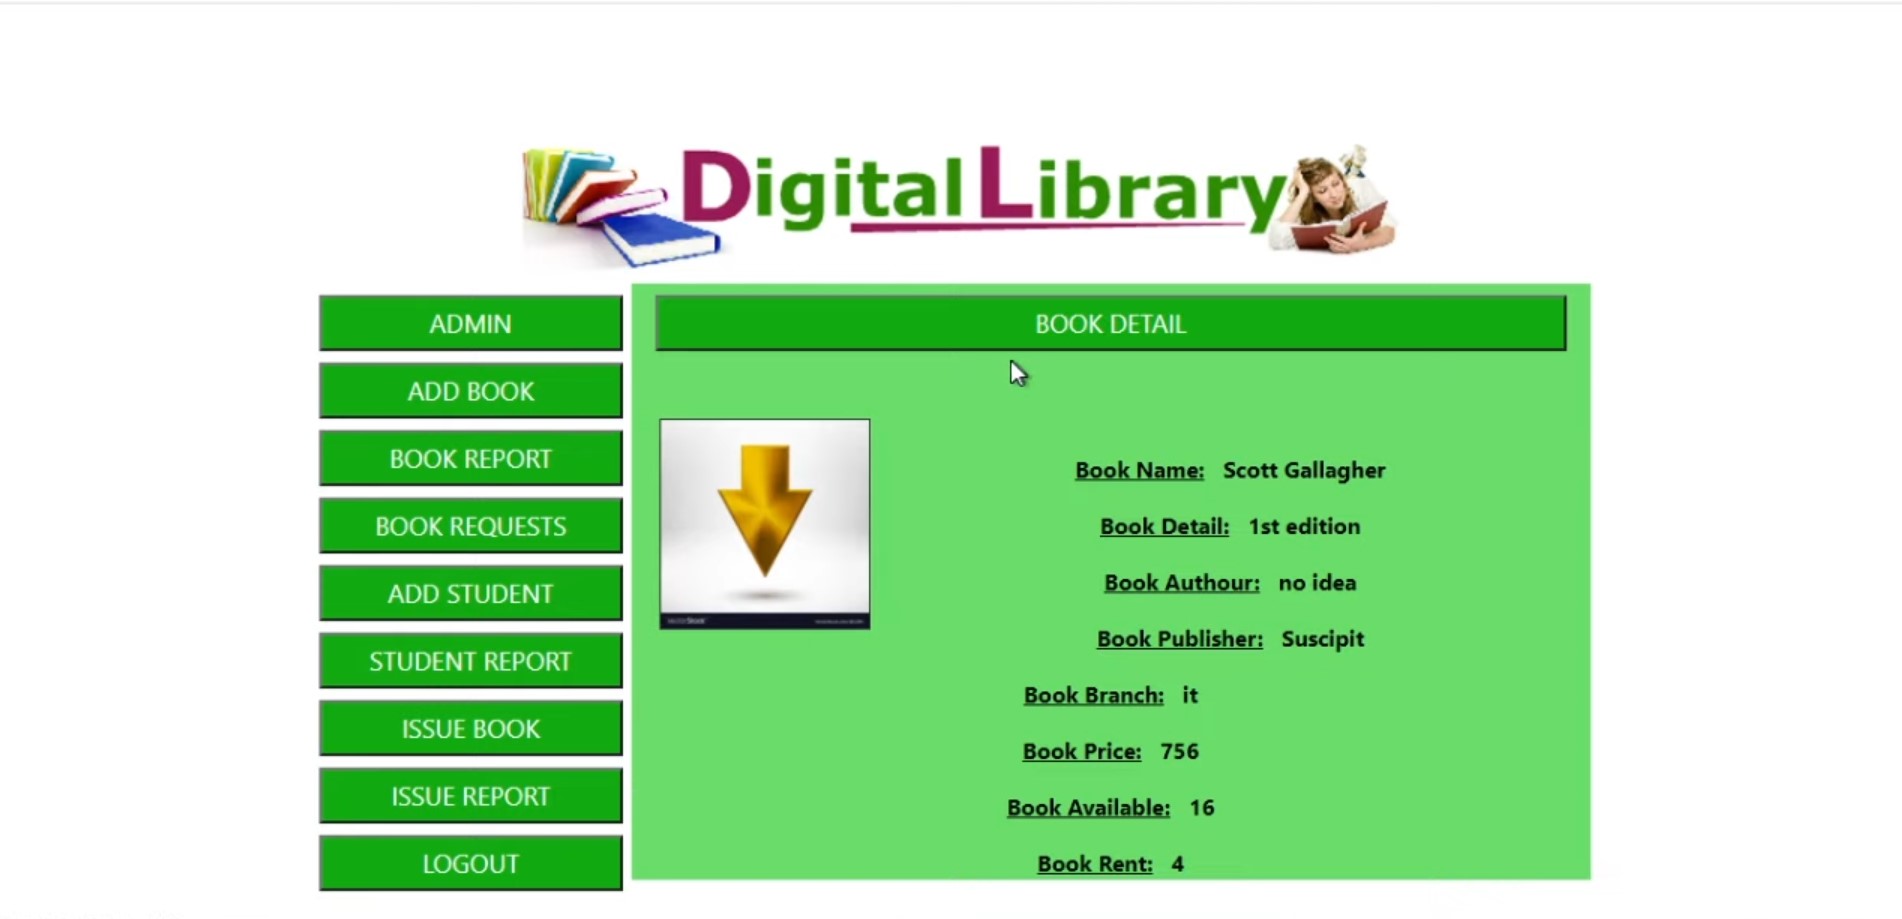 Digital Library
ADMIN
ADD BOOK
BOOK REPORT
BOOK REQUESTS
ADD STUDENT
STUDENT REPORT
ISSUE BOOK
ISSUE REPORT
LOGOUT
BOOK DETAIL
VectorStock
Book Name: Scott Gallagher
Book Detail: 1st edition
Book Authour: no idea
Book Publisher: Suscipit
Book Branch: it
Book Price: 756
Book Available: 16
Book Rent: 4